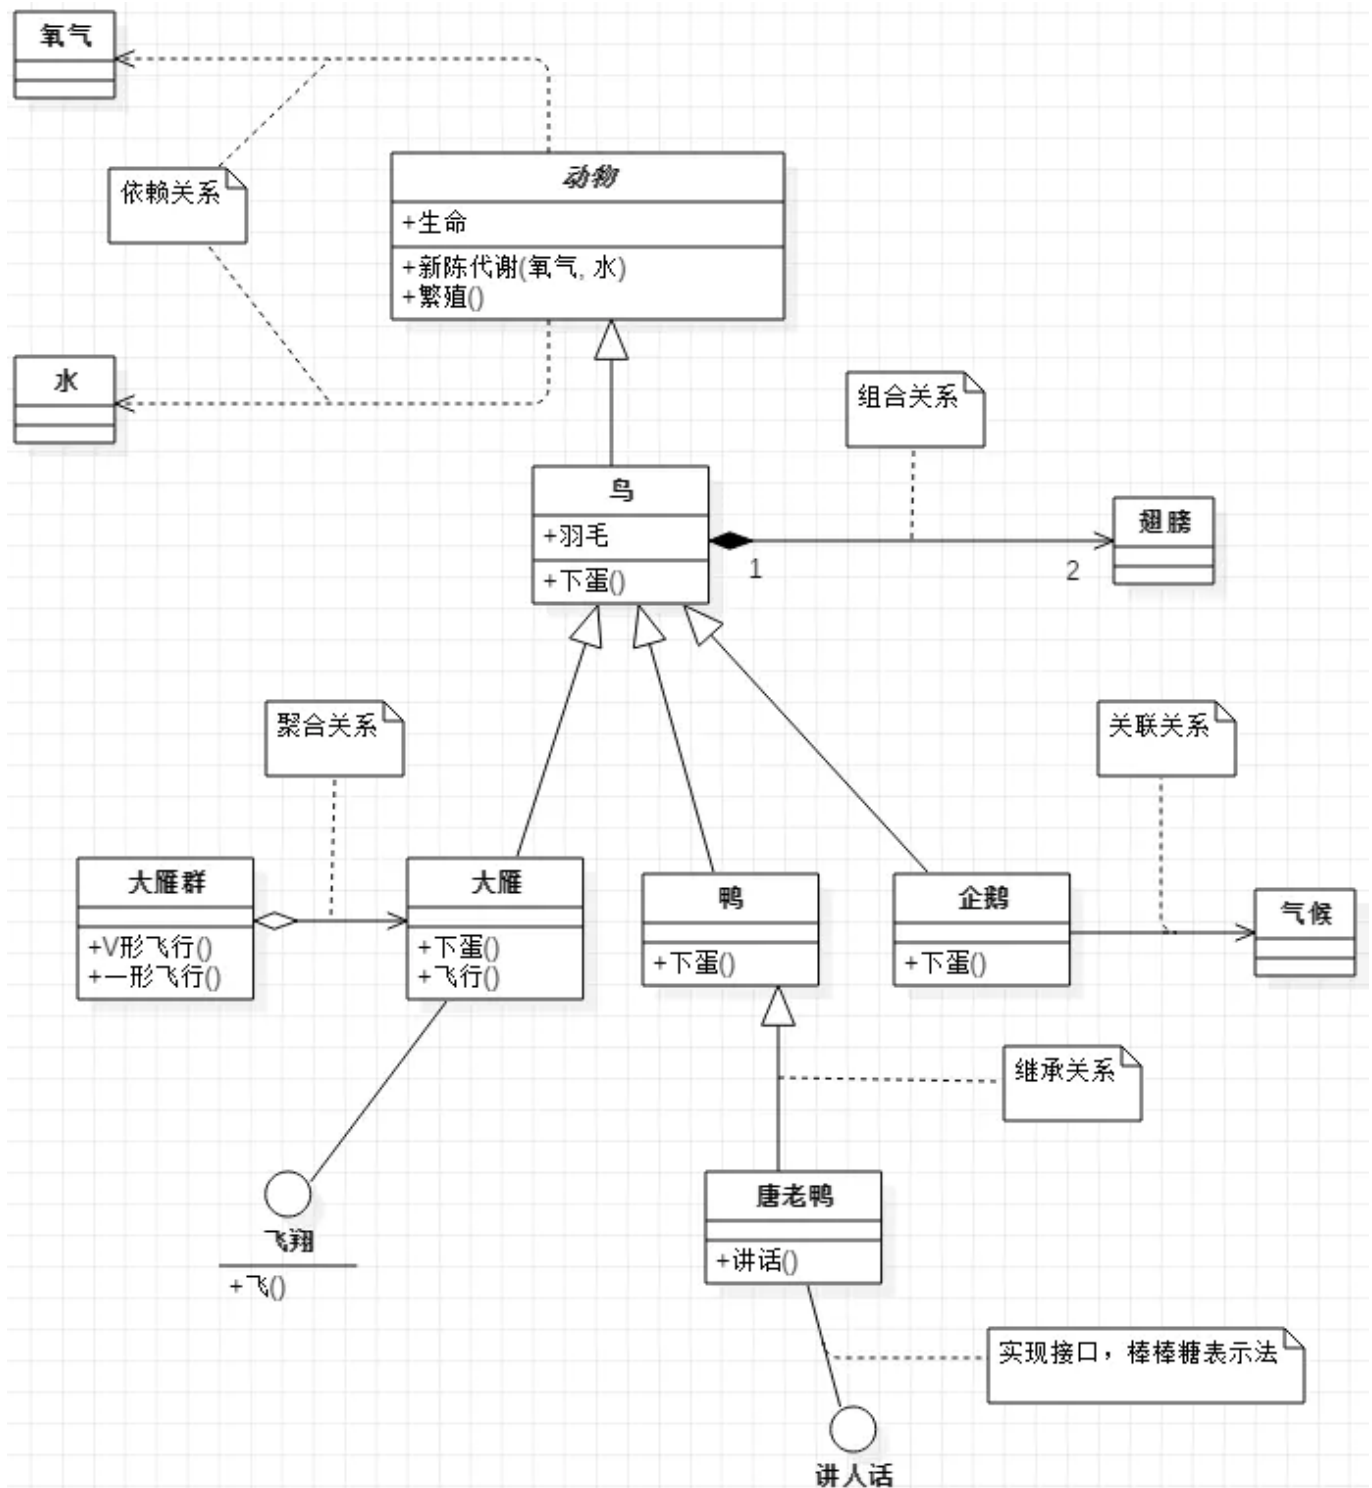 氧气
依赖关系
动物
+生命
+新陈代谢(氧气, 水)
+繁殖()
水
组合关系
鸟
+羽毛
+下蛋()
1
2
翅膀
聚合关系
关联关系
大雁群
+V形飞行()
+一形飞行()
大雁
+下蛋()
+飞行()
鸭
+下蛋()
企鹅
+下蛋()
气候
继承关系
飞翔
+飞()
唐老鸭
+讲话()
实现接口，棒棒糖表示法
讲人话